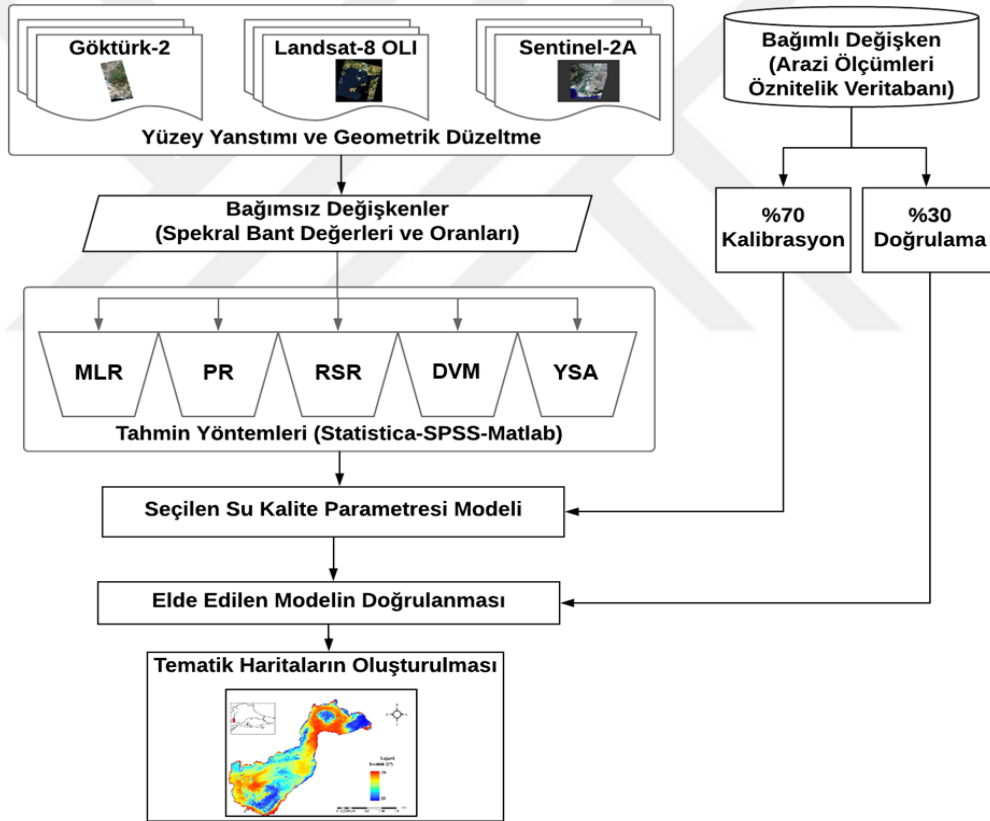 Göktürk-2
Landsat-8 OLI
Sentinel-2A
Yüzey Yanstımı ve Geometrik Düzeltme
Bağımlı Değişken
(Arazi Ölçümleri
Öznitelik Veritabanı)
Bağımsız Değişkenler
(Spekral Bant Değerleri ve Oranları)
%70
Kalibrasyon
%30
Doğrulama
MLR
PR
RSR
DVM
YSA
Tahmin Yöntemleri (Statistica-SPSS-Matlab)
Seçilen Su Kalite Parametresi Modeli
Elde Edilen Modelin Doğrulanması
Tematik Haritaların Oluşturulması